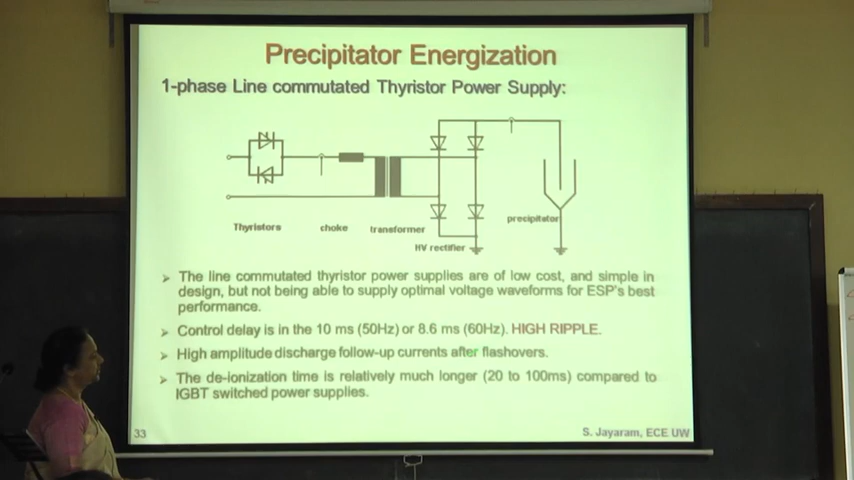 Precipitator Energization
1-phase Line commutated Thyristor Power Supply:
Thyristors
choke
transformer
HV rectifier
precipitator
The line commutated thyristor power supplies are of low cost, and simple in
design, but not being able to supply optimal voltage waveforms for ESP's best
performance.
Control delay is in the 10 ms (50Hz) or 8.6 ms (60Hz). HIGH RIPPLE.
High amplitude discharge follow-up currents after flashovers.
The de-ionization time is relatively much longer (20 to 100ms) compared to
IGBT switched power supplies.
33
S. Jayaram, ECE UW